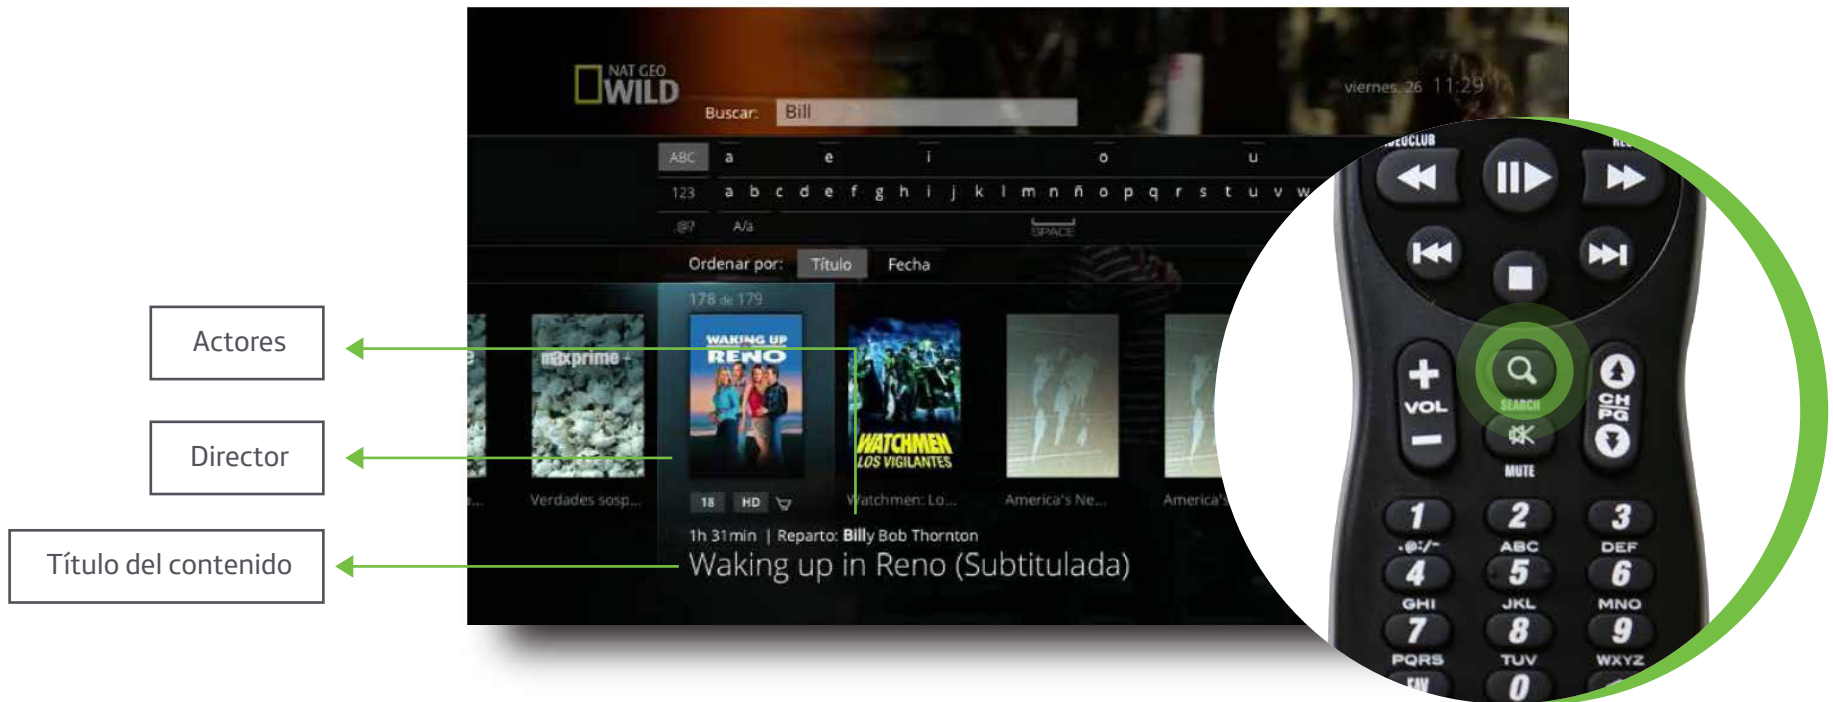 NAT GEO
WILD
viernes, 26 11:29
Buscar: Bill
ABC a e i o u
123 a b c d e f g h i j k l m n ñ o p q r s t u v w
.@? A/a SPACE
Ordenar por: Título Fecha
178 de 179
WAKING UP
RENO
maxprime
WATCHMEN
LOS VIGILANTES
Verdades sosp...
18 HD
Watchmen: Lo...
America's Ne...
America's
1h 31min | Reparto: Billy Bob Thornton
Waking up in Reno (Subtitulada)
Actores
Director
Título del contenido
VOL
SEARCH
CH
PG
MUTE
1 2 3
.@:/- ABC DEF
4 5 6
GHI JKL MNO
7 8 9
PQRS TUV WXYZ
FAV 0